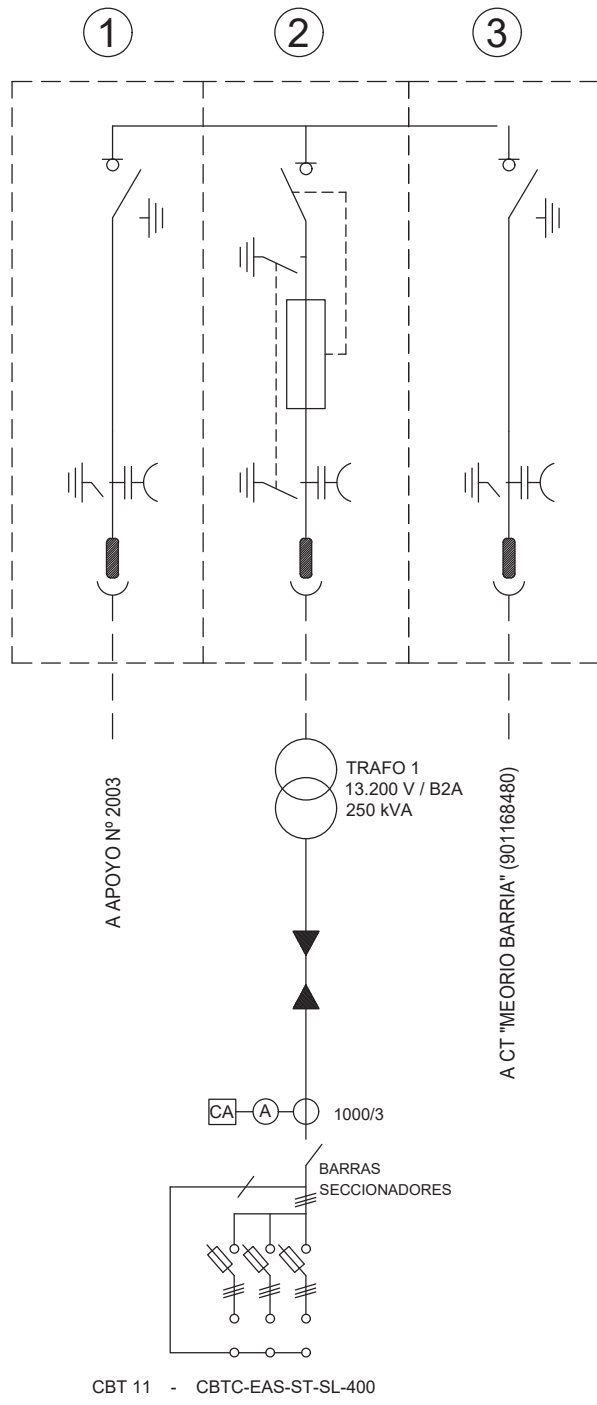 1
2
3
TRAFO 1
13.200 V / B2A
250 kVA
A APOYO Nº 2003
A CT "MEORIO BARRIA" (901168480)
CA
A
1000/3
BARRAS
SECCIONADORES
CBT 11 - CBTC-EAS-ST-SL-400